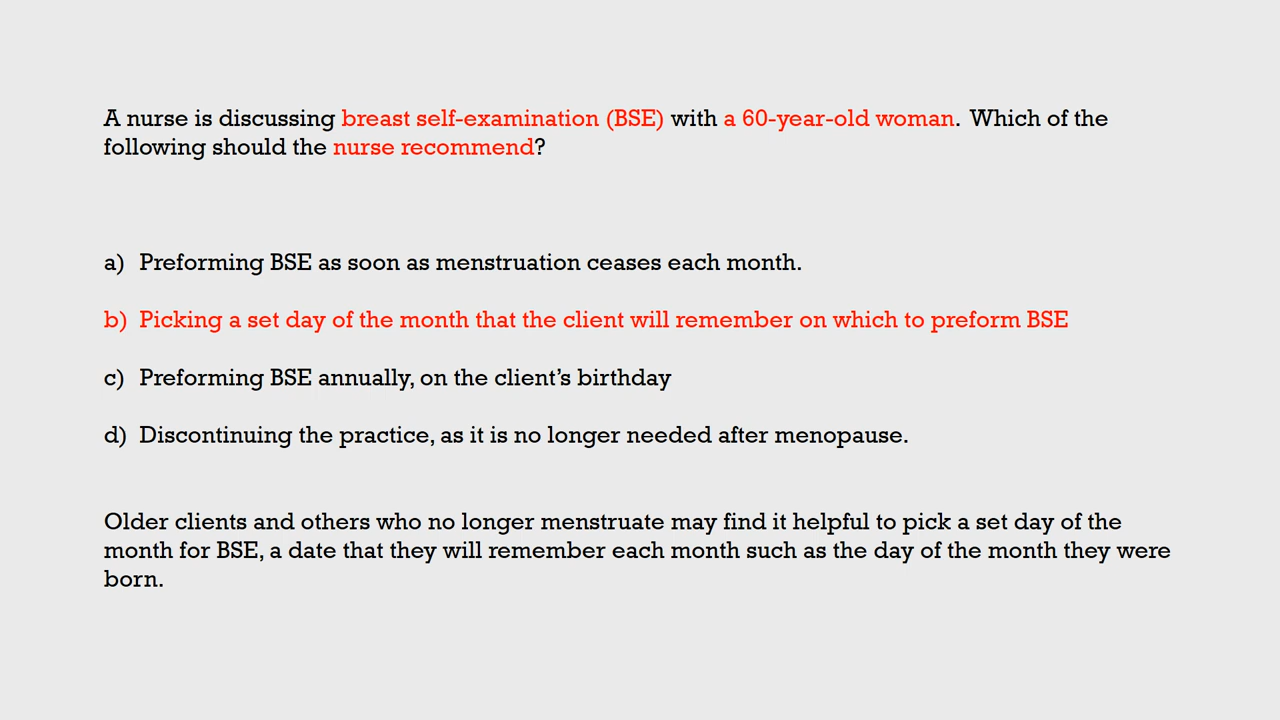 A nurse is discussing breast self-examination (BSE) with a 60-year-old woman. Which of the
following should the nurse recommend?
a) Preforming BSE as soon as menstruation ceases each month.
b) Picking a set day of the month that the client will remember on which to preform BSE
c) Preforming BSE annually, on the client’s birthday
d) Discontinuing the practice, as it is no longer needed after menopause.
Older clients and others who no longer menstruate may find it helpful to pick a set day of the
month for BSE, a date that they will remember each month such as the day of the month they were
born.